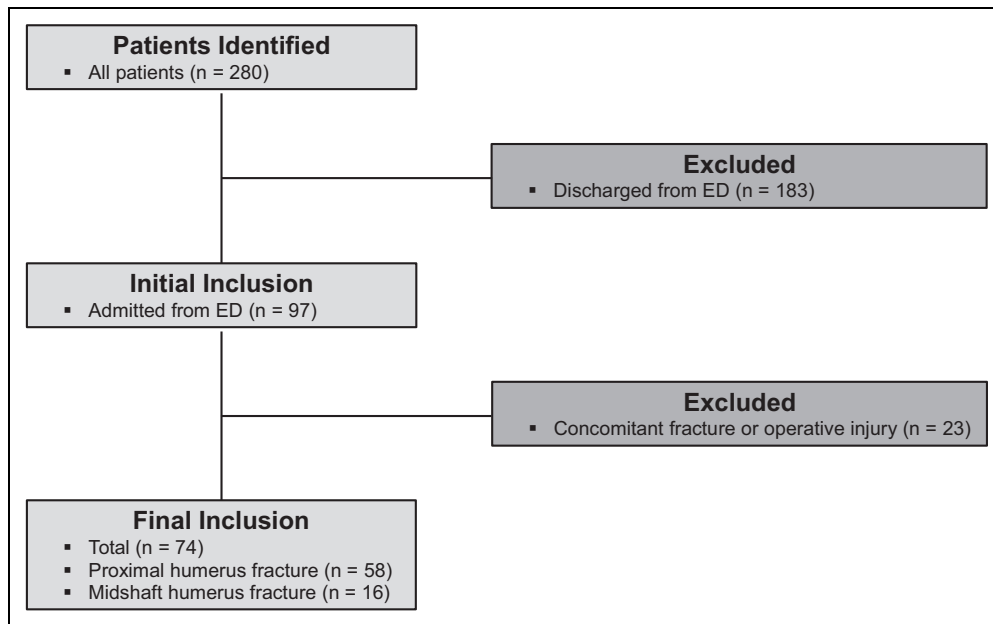 Patients Identified
▪ All patients (n = 280)
Excluded
▪ Discharged from ED (n = 183)
Initial Inclusion
▪ Admitted from ED (n = 97)
Excluded
▪ Concomitant fracture or operative injury (n = 23)
Final Inclusion
▪ Total (n = 74)
▪ Proximal humerus fracture (n = 58)
▪ Midshaft humerus fracture (n = 16)